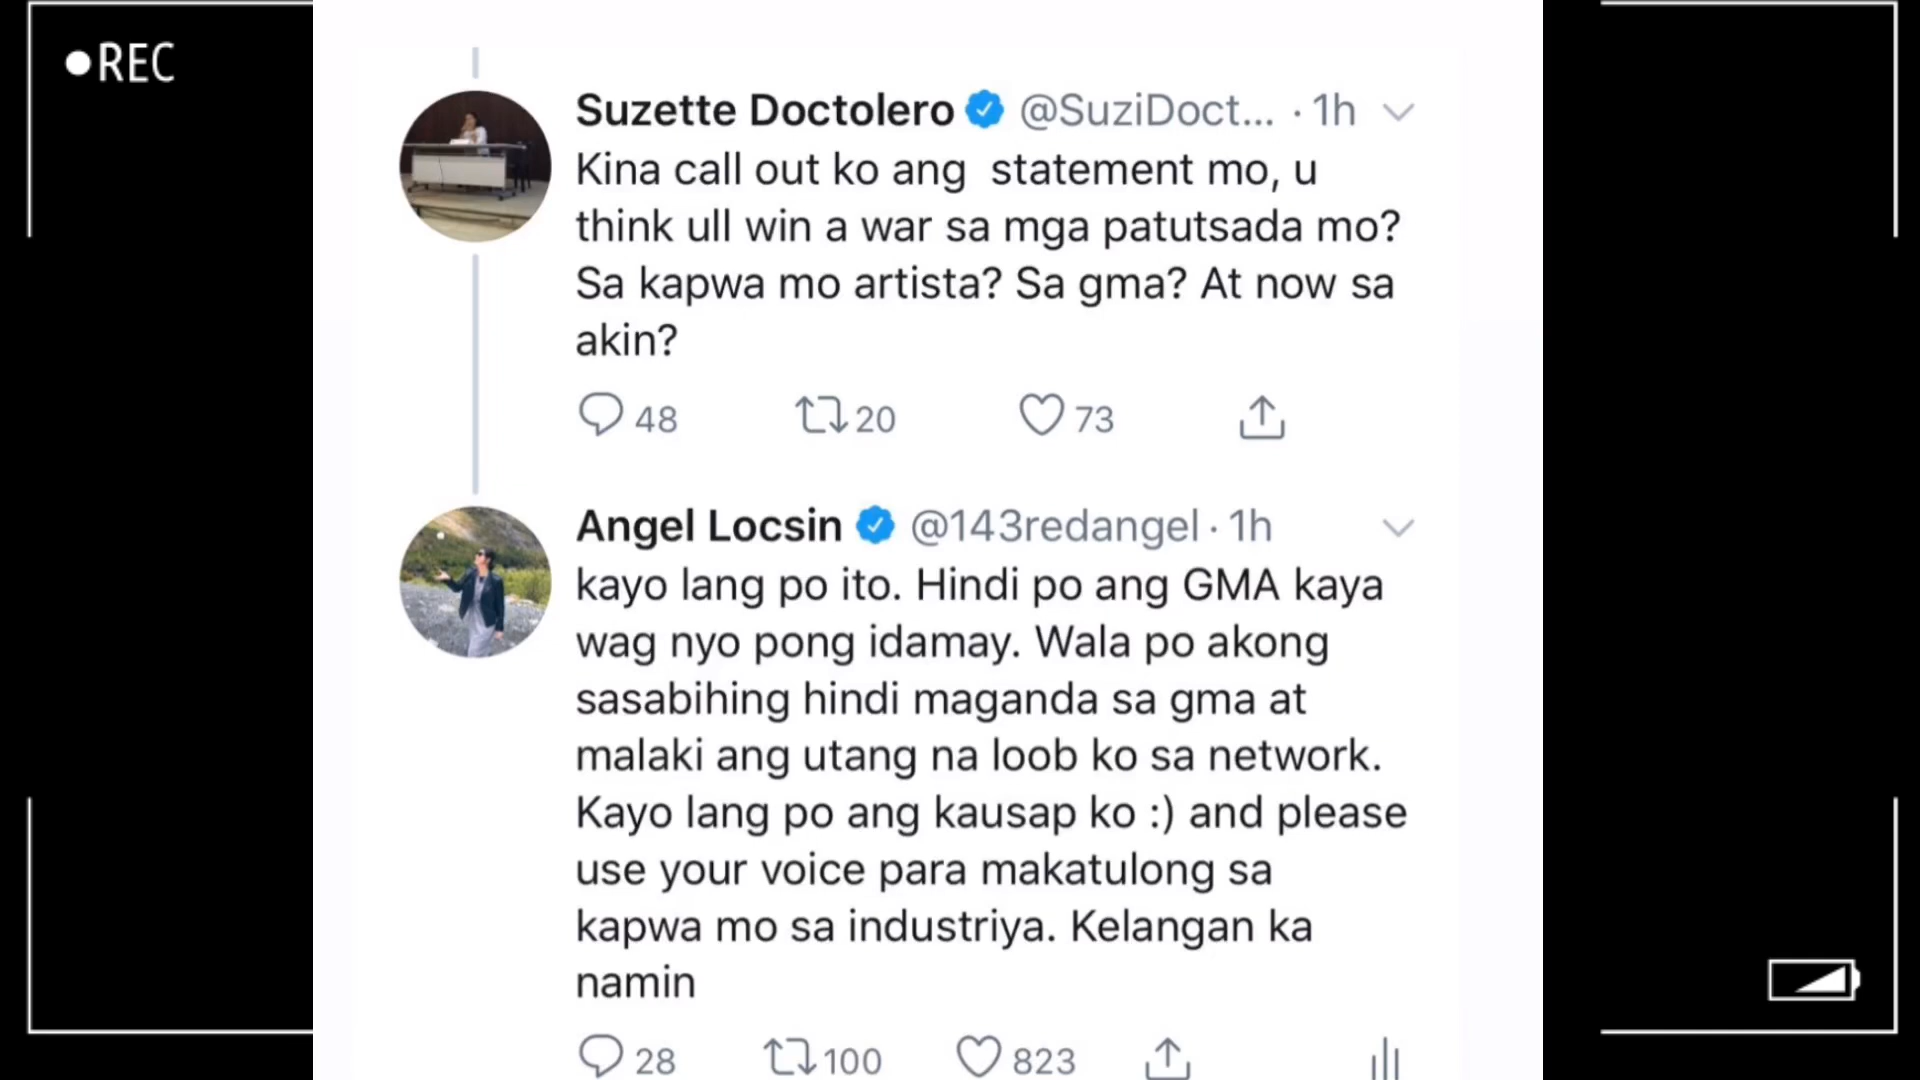 REC
Suzette Doctolero @SuziDoct... · 1h
Kina call out ko ang  statement mo, u
think ull win a war sa mga patutsada mo?
Sa kapwa mo artista? Sa gma? At now sa
akin?
48 20 73
Angel Locsin @143redangel · 1h
kayo lang po ito. Hindi po ang GMA kaya
wag nyo pong idamay. Wala po akong
sasabihing hindi maganda sa gma at
malaki ang utang na loob ko sa network.
Kayo lang po ang kausap ko :) and please
use your voice para makatulong sa
kapwa mo sa industriya. Kelangan ka
namin
28 100 823